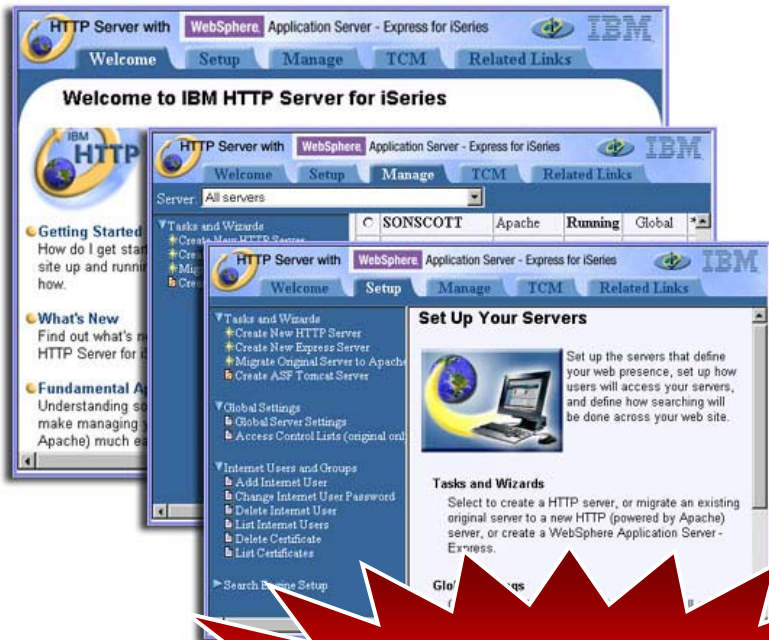 HTTP Server with WebSphere. Application Server - Express for iSeries IBM
Welcome Setup Manage TCM Related Links
Welcome to IBM HTTP Server for iSeries
IBM
HTTP
Getting Started
How do I get
site up and
how.
What's New
Find out what's
HTTP Server for
Fundamental
Understanding
make managing
Apache) much
HTTP Server with WebSphere. Application Server - Express for iSeries IBM
Welcome Setup Manage TCM Related Links
Server: All servers
Tasks and Wizards
Create New HTTP Server
SONSCOTT Apache Running Global
HTTP Server with WebSphere. Application Server - Express for iSeries IBM
Welcome Setup Manage TCM Related Links
Tasks and Wizards
Create New HTTP Server
Create New Express Server
Migrate Original Server to Apache
Create ASF Tomcat Server
Global Settings
Global Server Settings
Access Control Lists (original only
Internet Users and Groups
Add Internet User
Change Internet User Password
Delete Internet User
List Internet Users
Delete Certificate
List Certificates
Search Engine Setup
Set Up Your Servers
Set up the servers that define
your web presence, set up how
users will access your servers,
and define how searching will
be done across your web site.
Tasks and Wizards
Select to create a HTTP server, or migrate an existing
original server to a new HTTP (powered by Apache)
server, or create a WebSphere Application Server -
Express.